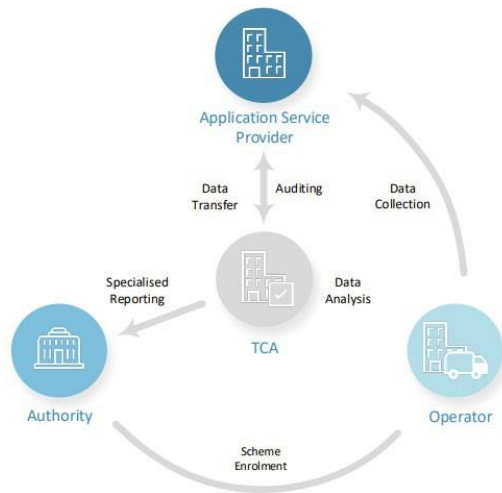 Application Service
Provider
Data
Transfer
Auditing
Data
Collection
Specialised
Reporting
Data
Analysis
TCA
Authority
Operator
Scheme
Enrolment